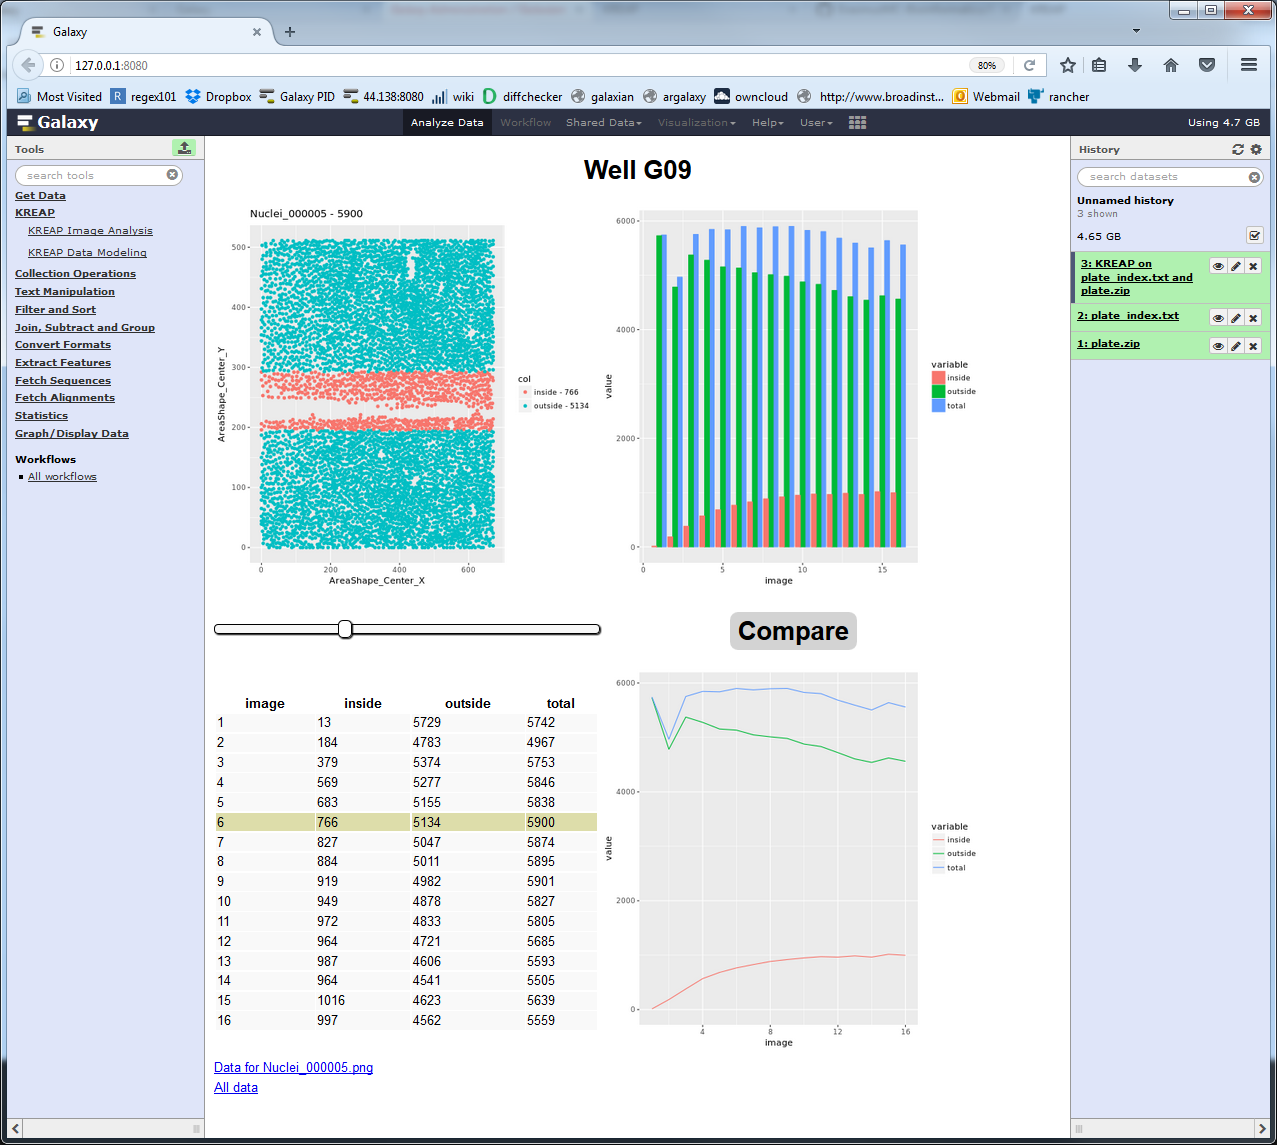 Galaxy
127.0.0.1:8080
80%
Most Visited
regex101
Dropbox
Galaxy PID
44.138:8080
wiki
diffchecker
galaxian
argalaxy
owncloud
http://www.broadinst...
Webmail
rancher
Galaxy
Analyze Data
Workflow
Shared Data
Visualization
Help
User
Using 4.7 GB
Tools
search tools
Get Data
KREAP
KREAP Image Analysis
KREAP Data Modeling
Collection Operations
Text Manipulation
Filter and Sort
Join, Subtract and Group
Convert Formats
Extract Features
Fetch Sequences
Fetch Alignments
Statistics
Graph/Display Data
Workflows
All workflows
Well G09
Nuclei_000005 - 5900
AreaShape_Center_Y
500
400
300
200
100
0
0 200 400 600
AreaShape_Center_X
col
inside - 766
outside - 5134
value
6000
4000
2000
0
0 5 10 15
image
variable
inside
outside
total
Compare
image inside outside total
1 13 5729 5742
2 184 4783 4967
3 379 5374 5753
4 569 5277 5846
5 683 5155 5838
6 766 5134 5900
7 827 5047 5874
8 884 5011 5895
9 919 4982 5901
10 949 4878 5827
11 972 4833 5805
12 964 4721 5685
13 987 4606 5593
14 964 4541 5505
15 1016 4623 5639
16 997 4562 5559
Data for Nuclei_000005.png
All data
value
6000
4000
2000
0
4 8 12 16
image
variable
inside
outside
total
History
search datasets
Unnamed history
3 shown
4.65 GB
3: KREAP on
plate_index.txt and
plate.zip
2: plate_index.txt
1: plate.zip